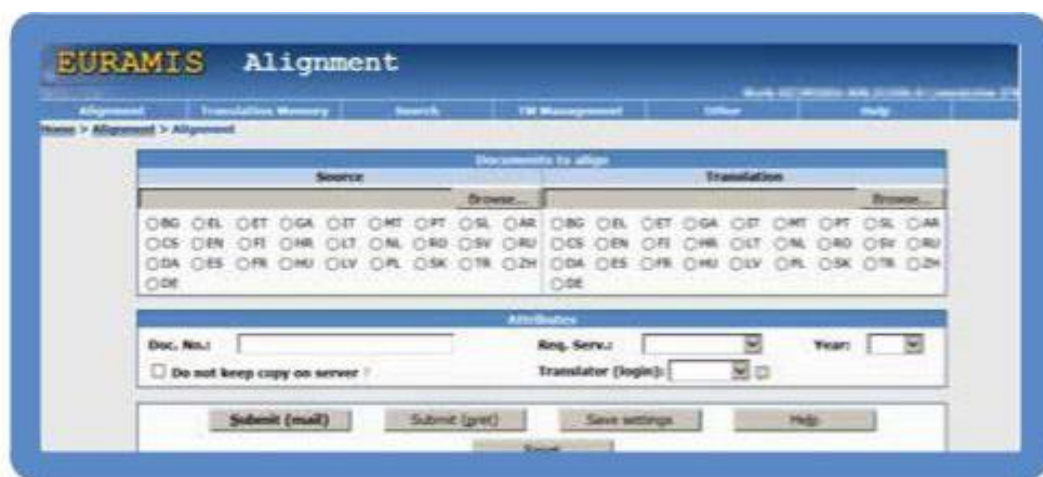 EURAMIS Alignment
Alignment Translation Memory Search TM Management Other Help
Home > Alignment > Alignment
Documents to align
Source Translation
Browse... Browse...
BG EL ET GA IT MT PT SL AR BG EL ET GA IT MT PT SL AR
CS EN FI HR LT NL RO SV RU CS EN FI HR LT NL RO SV RU
DA ES FR HU LV PL SK TR ZH DA ES FR HU LV PL SK TR ZH
DE DE
Attributes
Doc. No.: Req. Serv.: Year:
Do not keep copy on server ? Translator (login):
Submit (mail) Submit (gret) Save settings Help